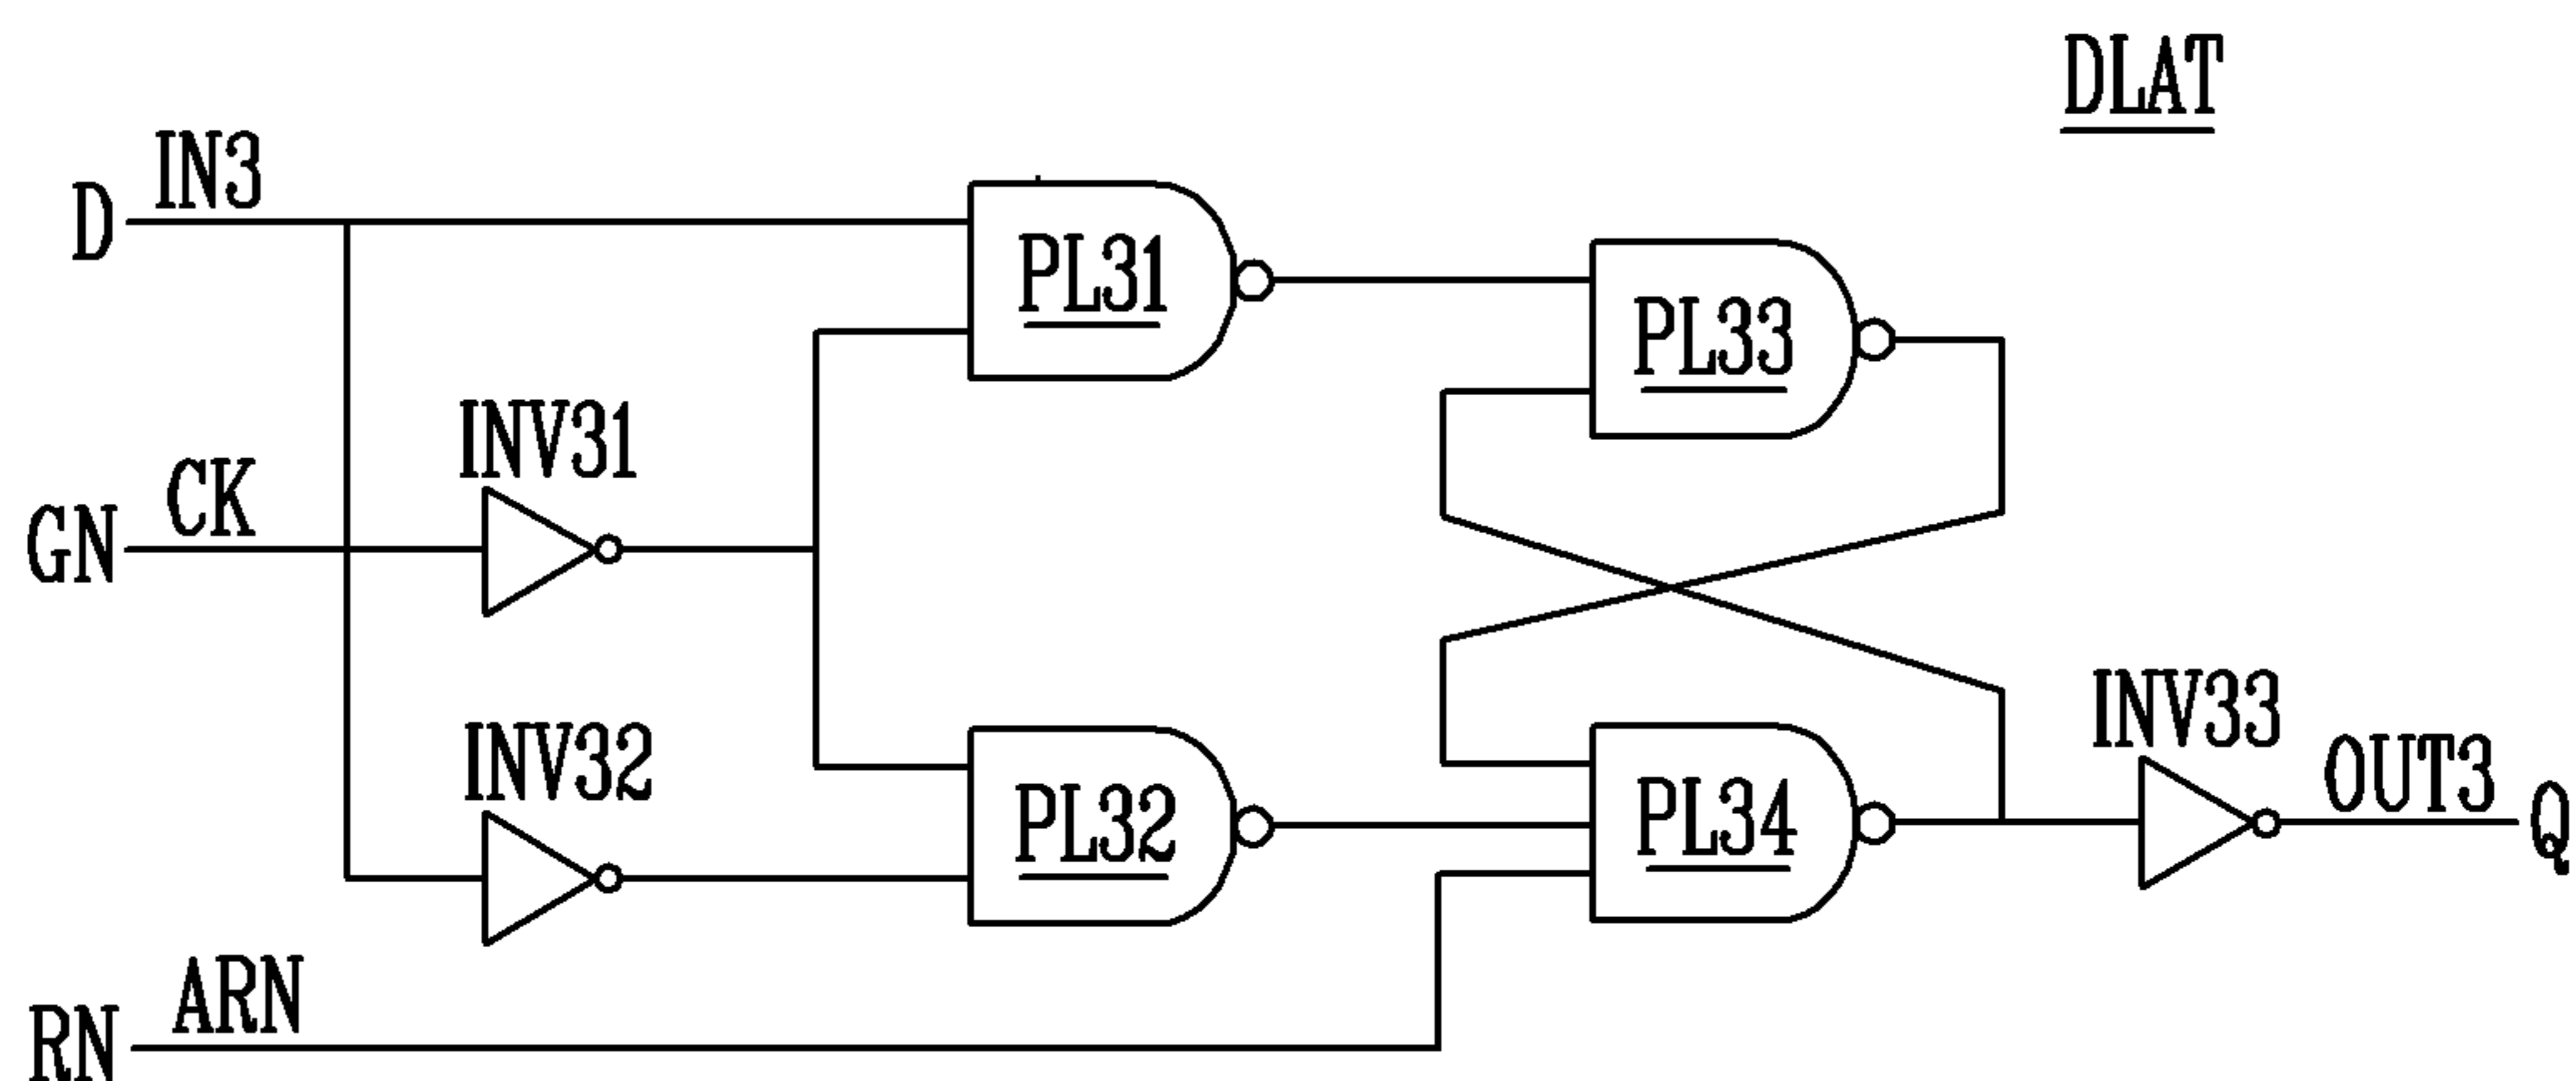 DLAT
IN3
D
PL31
PL33
INV31
CK
GN
INV32
INV33
OUT3
PL32
PL34
Q
ARN
RN